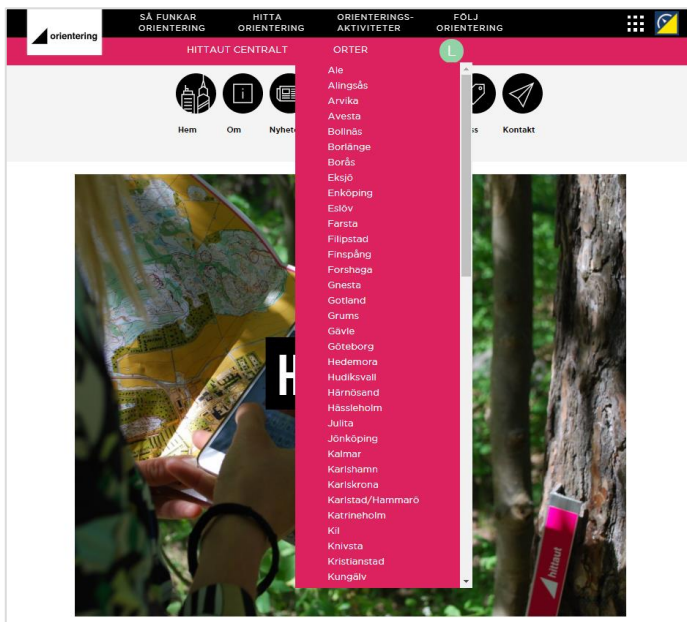 orientering
SÅ FUNKAR
ORIENTERING
HITTA
ORIENTERING
ORIENTERINGS-
AKTIVITETER
FÖLJ
ORIENTERING
HITTAUT CENTRALT
ORTER
L
Hem
Om
Kontakt
Ale
Alingsås
Arvika
Avesta
Bollnäs
Borlänge
Borås
Eksjö
Enköping
Eslöv
Farsta
Filipstad
Finspång
Forshaga
Gnesta
Gotland
Grums
Gävle
Göteborg
Hedemora
Hudiksvall
Härnösand
Hässleholm
Julita
Jönköping
Kalmar
Karlshamn
Karlskrona
Karlstad/Hammarö
Katrineholm
Kil
Knivsta
Kristianstad
Kungälv
H
hittaut